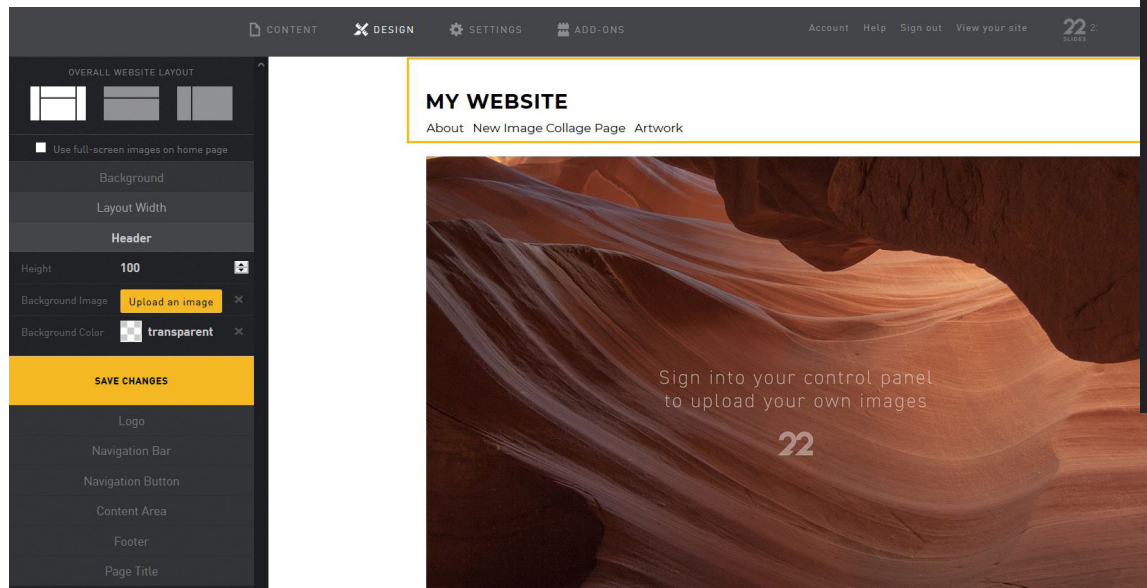 CONTENT DESIGN SETTINGS ADD-ONS Account Help Sign out View your site 22 SLIDES
OVERALL WEBSITE LAYOUT
Use full-screen images on home page
Background
Layout Width
Header
Height 100
Background Image Upload an image
Background Color transparent
SAVE CHANGES
Logo
Navigation Bar
Navigation Button
Content Area
Footer
Page Title
MY WEBSITE
About New Image Collage Page Artwork
Sign into your control panel
to upload your own images
22